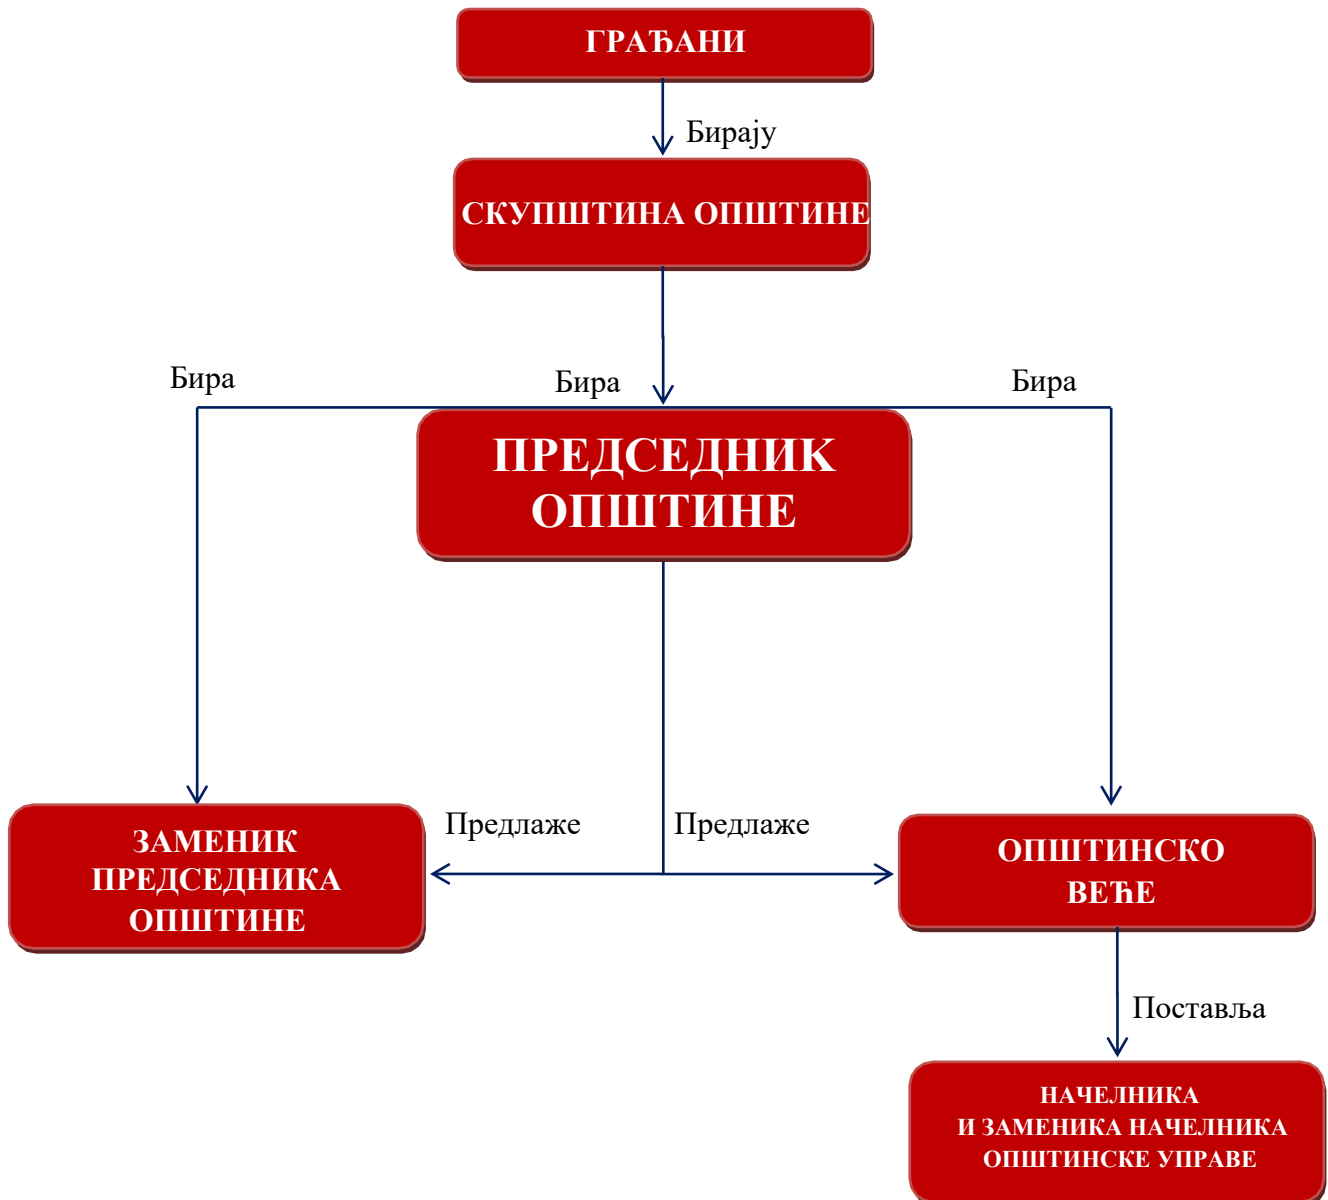 ГРАЂАНИ
Бирају
СКУПШТИНА ОПШТИНЕ
Бира
Бира
Бира
ПРЕДСЕДНИК
ОПШТИНЕ
Предлаже
Предлаже
ЗАМЕНИК
ПРЕДСЕДНИКА
ОПШТИНЕ
ОПШТИНСКО
ВЕЋЕ
Поставља
НАЧЕЛНИКА
И ЗАМЕНИКА НАЧЕЛНИКА
ОПШТИНСКЕ УПРАВЕ